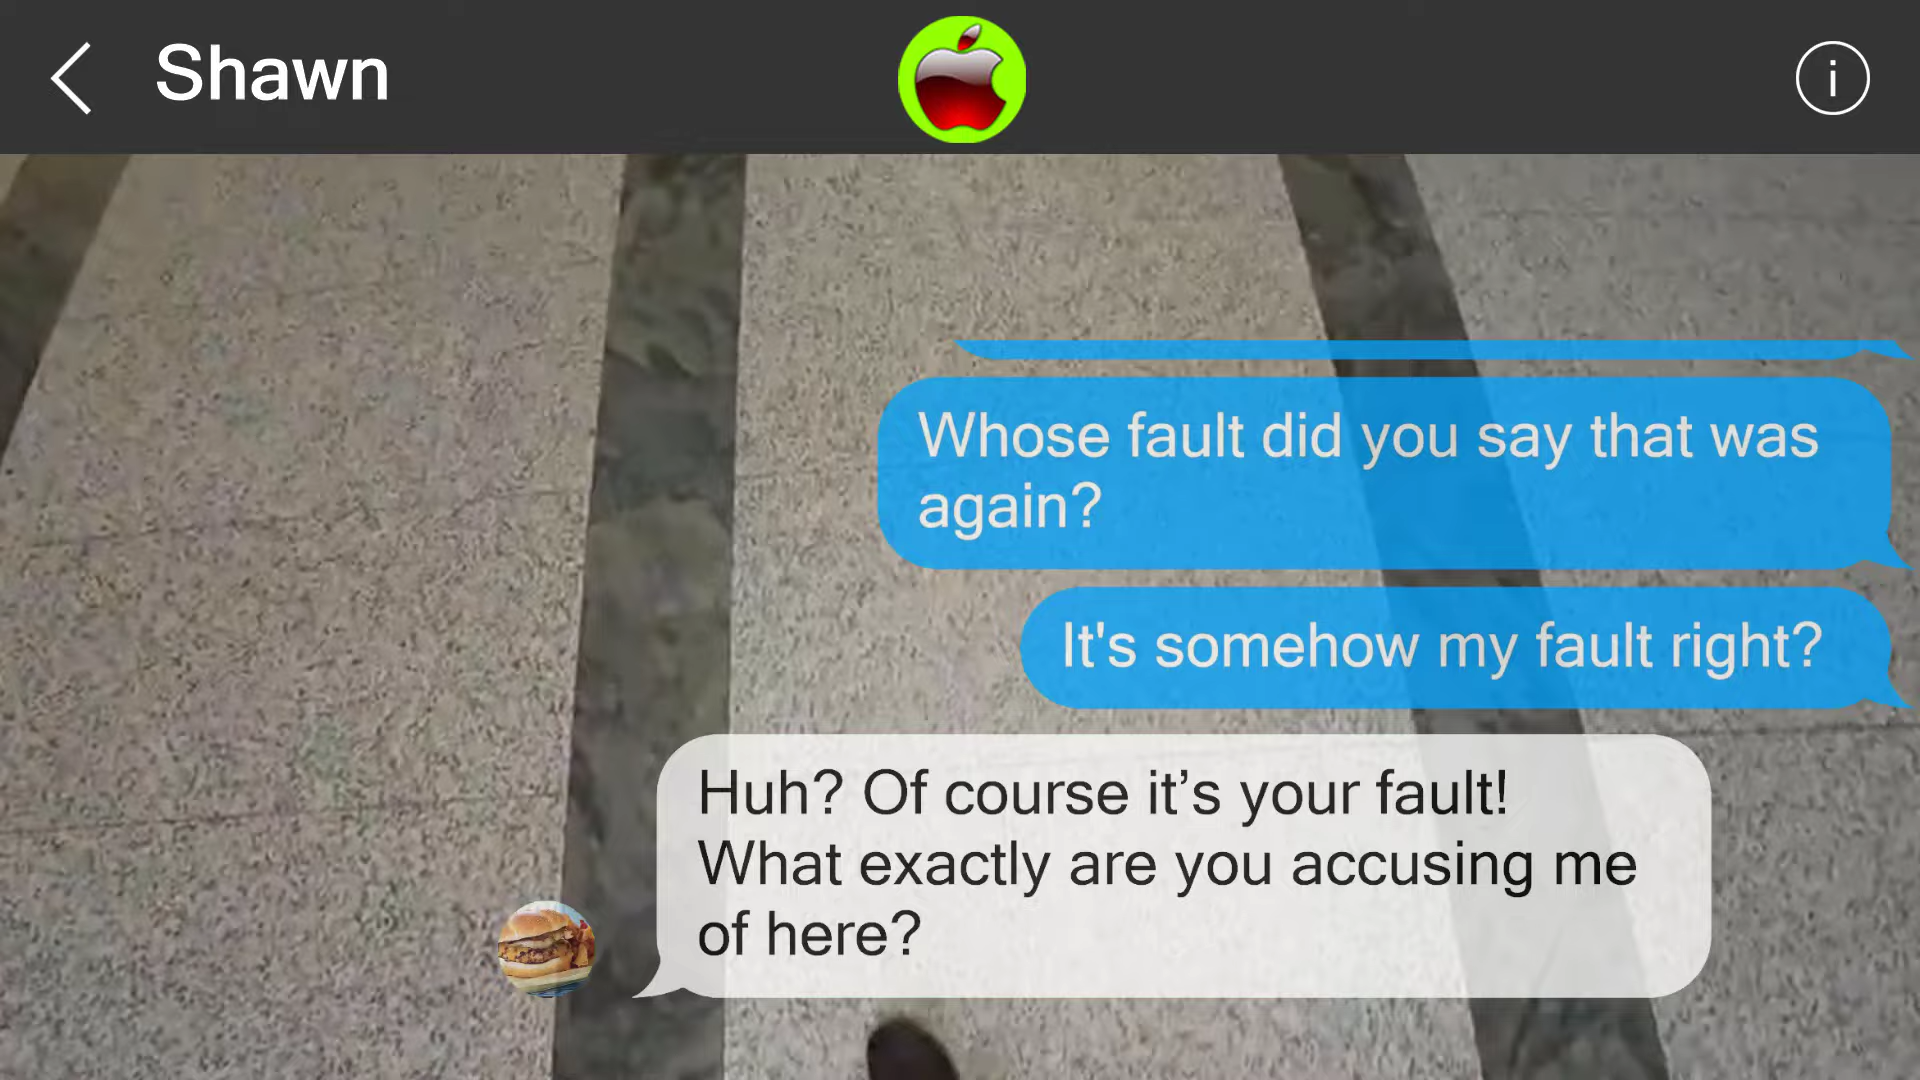 Shawn
Whose fault did you say that was
again?
It's somehow my fault right?
Huh? Of course it’s your fault!
What exactly are you accusing me
of here?